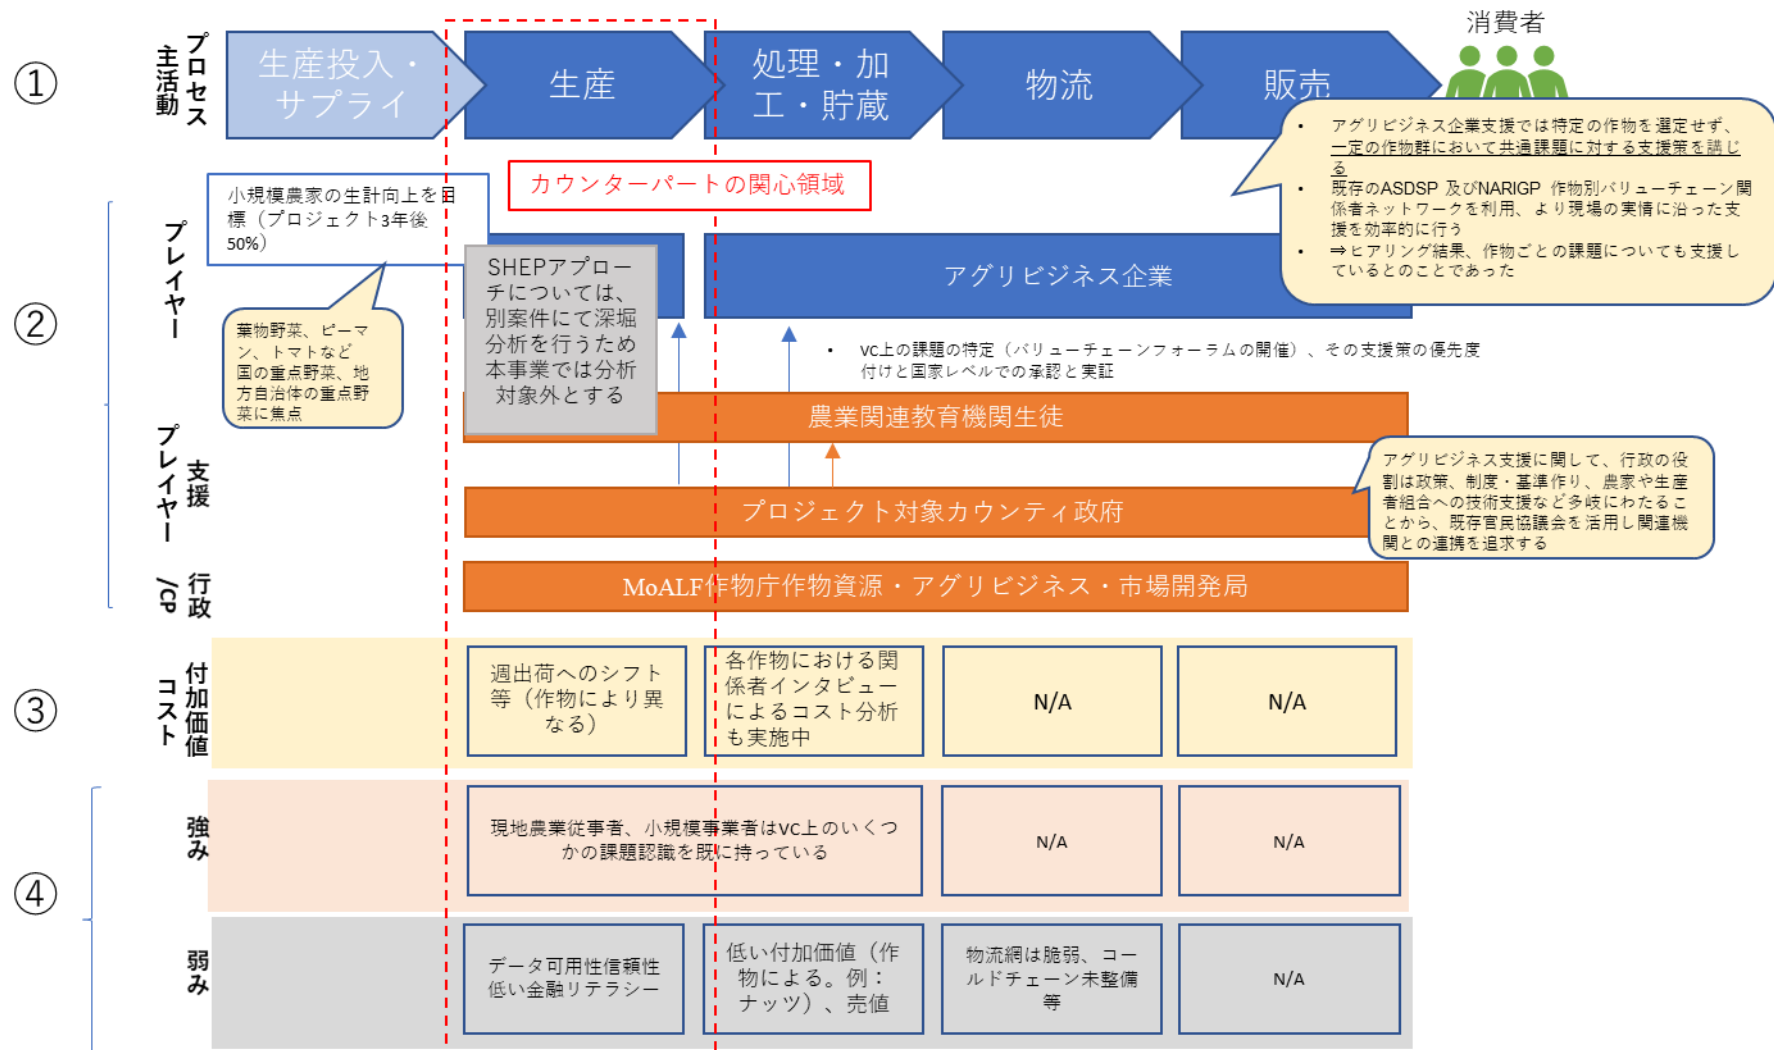 ①
プロセス
主活動
生産投入・
サプライ
生産
処理・加
工・貯蔵
物流
販売
消費者
• アグリビジネス企業支援では特定の作物を選定せず、
一定の作物群において共通課題に対する支援策を講じ
る
• 既存のASDSP 及びNARIGP 作物別バリューチェーン関
係者ネットワークを利用、より現場の実情に沿った支
援を効率的に行う
• ⇒ヒアリング結果、作物ごとの課題についても支援し
ているとのことであった
カウンターパートの関心領域
②
プレイヤー
小規模農家の生計向上を目
標（プロジェクト3年後
50%）
葉物野菜、ピーマ
ン、トマトなど
国の重点野菜、地
方自治体の重点野
菜に焦点
SHEPアプロー
チについては、
別案件にて深堀
分析を行うため
本事業では分析
対象外とする
アグリビジネス企業
• VC上の課題の特定（バリューチェーンフォーラムの開催）、その支援策の優先度
付けと国家レベルでの承認と実証
支援
プレイヤー
農業関連教育機関生徒
プロジェクト対象カウンティ政府
アグリビジネス支援に関して、行政の役
割は政策、制度・基準作り、農家や生産
者組合への技術支援など多岐にわたるこ
とから、既存官民協議会を活用し関連機
関との連携を追求する
行政
/CP
MoALF作物庁作物資源・アグリビジネス・市場開発局
③
付加価値
コスト
週出荷へのシフト
等（作物により異
なる）
各作物における関
係者インタビュー
によるコスト分析
も実施中
N/A
N/A
④
強み
現地農業従事者、小規模事業者はVC上のいくつ
かの課題認識を既に持っている
N/A
N/A
弱み
データ可用性信頼性
低い金融リテラシー
低い付加価値（作
物による。例：
ナッツ）、売値
物流網は脆弱、コー
ルドチェーン未整備
等
N/A